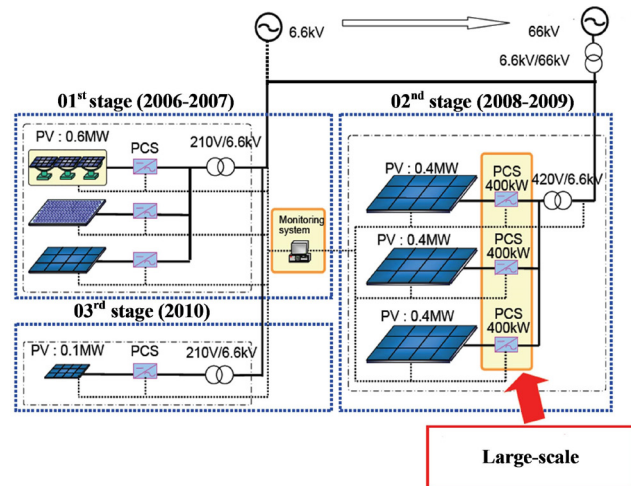 6.6kV
66kV
6.6kV/66kV
01st stage (2006-2007)
02nd stage (2008-2009)
PV : 0.6MW
PCS
210V/6.6kV
PCS
PCS
Monitoring
system
PV : 0.4MW
PCS
400kW
420V/6.6kV
PV : 0.4MW
PCS
400kW
PV : 0.4MW
PCS
400kW
03rd stage (2010)
PV : 0.1MW
PCS
210V/6.6kV
Large-scale